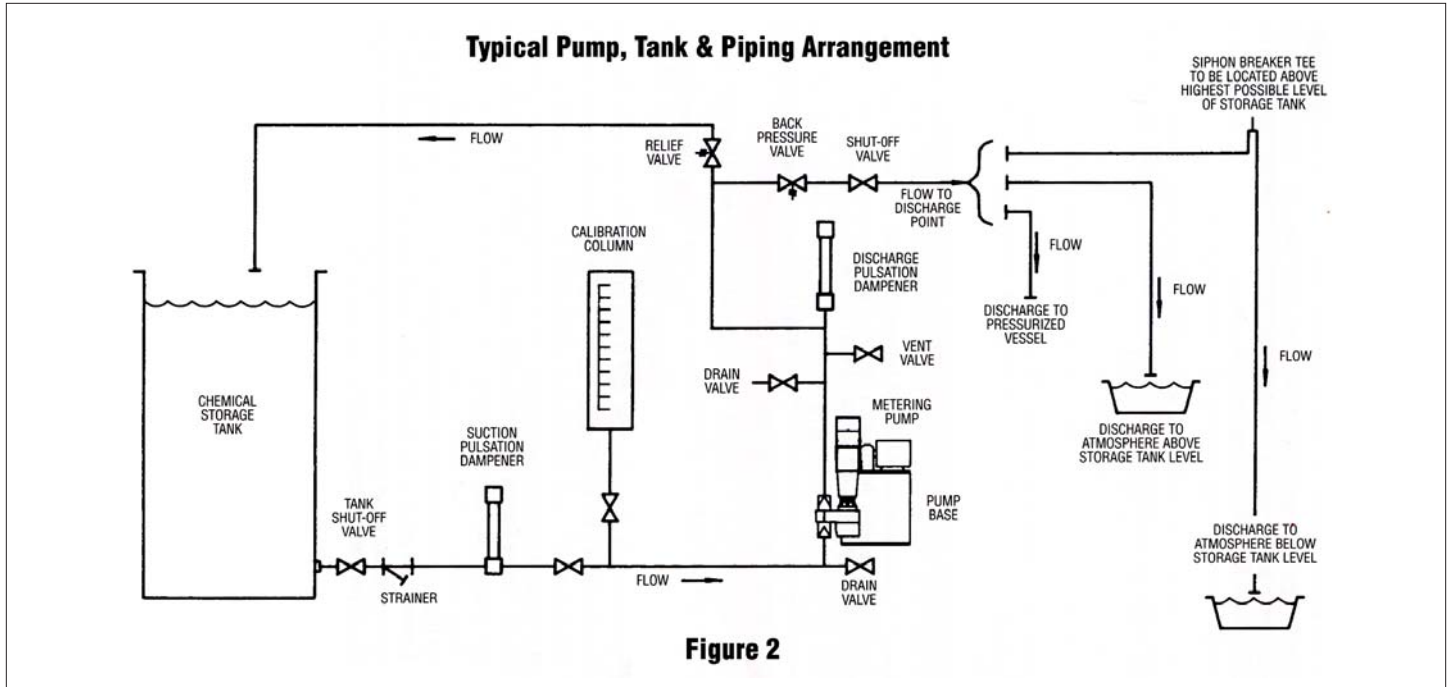 Typical Pump, Tank & Piping Arrangement
SIPHON BREAKER TEE
TO BE LOCATED ABOVE
HIGHEST POSSIBLE LEVEL
OF STORAGE TANK
FLOW
RELIEF
VALVE
BACK
PRESSURE
VALVE
SHUT-OFF
VALVE
FLOW TO
DISCHARGE
POINT
CALIBRATION
COLUMN
DISCHARGE
PULSATION
DAMPENER
FLOW
DISCHARGE TO
PRESSURIZED
VESSEL
FLOW
FLOW
VENT
VALVE
DRAIN
VALVE
CHEMICAL
STORAGE
TANK
SUCTION
PULSATION
DAMPENER
METERING
PUMP
DISCHARGE TO
ATMOSPHERE ABOVE
STORAGE TANK LEVEL
TANK
SHUT-OFF
VALVE
PUMP
BASE
DISCHARGE TO
ATMOSPHERE BELOW
STORAGE TANK LEVEL
STRAINER
FLOW
DRAIN
VALVE
Figure 2